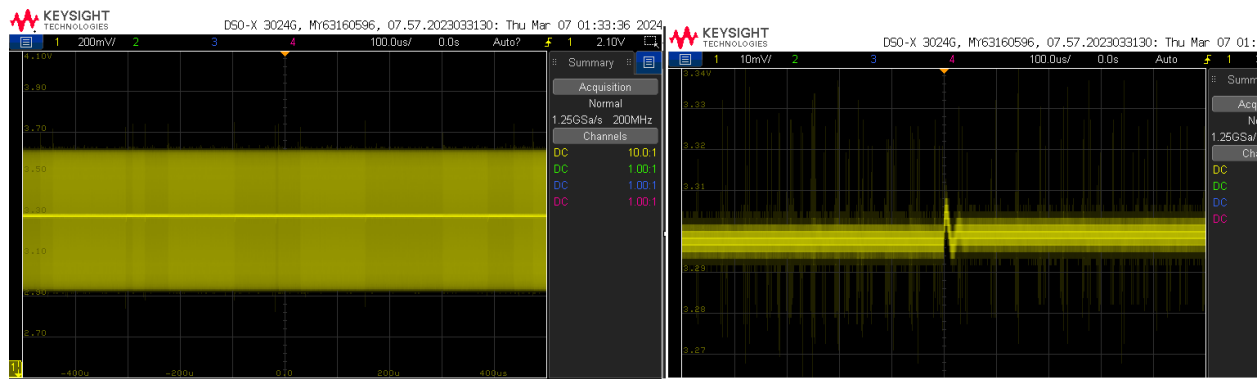 KEYSIGHT
TECHNOLOGIES
DSO-X 3024G, MY63160596, 07.57.2023033130: Thu Mar 07 01:33:36 2024
1 200mV/ 2 3 4 100.0us/ 0.0s Auto? 1 2.10V
4.10V
3.90
3.70
3.50
3.30
3.10
2.90
2.70
1
-400u -200u 0.0 200u 400us
Summary
Acquisition
Normal
1.25GSa/s 200MHz
Channels
DC 10.0:1
DC 1.00:1
DC 1.00:1
DC 1.00:1
KEYSIGHT
TECHNOLOGIES
DSO-X 3024G, MY63160596, 07.57.2023033130: Thu Mar 07 01:
1 10mV/ 2 3 4 100.0us/ 0.0s Auto 1
3.34V
3.33
3.32
3.31
3.29
3.28
3.27
Summ
Acq
No
1.25GSa/
Cha
DC
DC
DC
DC